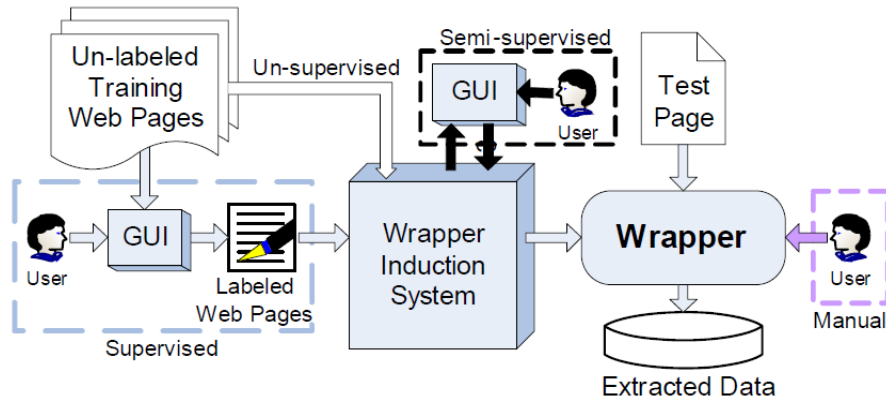 Un-labeled
Training
Web Pages
Un-supervised
Semi-supervised
GUI
User
Test
Page
User
GUI
Labeled
Web Pages
Supervised
Wrapper
Induction
System
Wrapper
User
Manual
Extracted Data